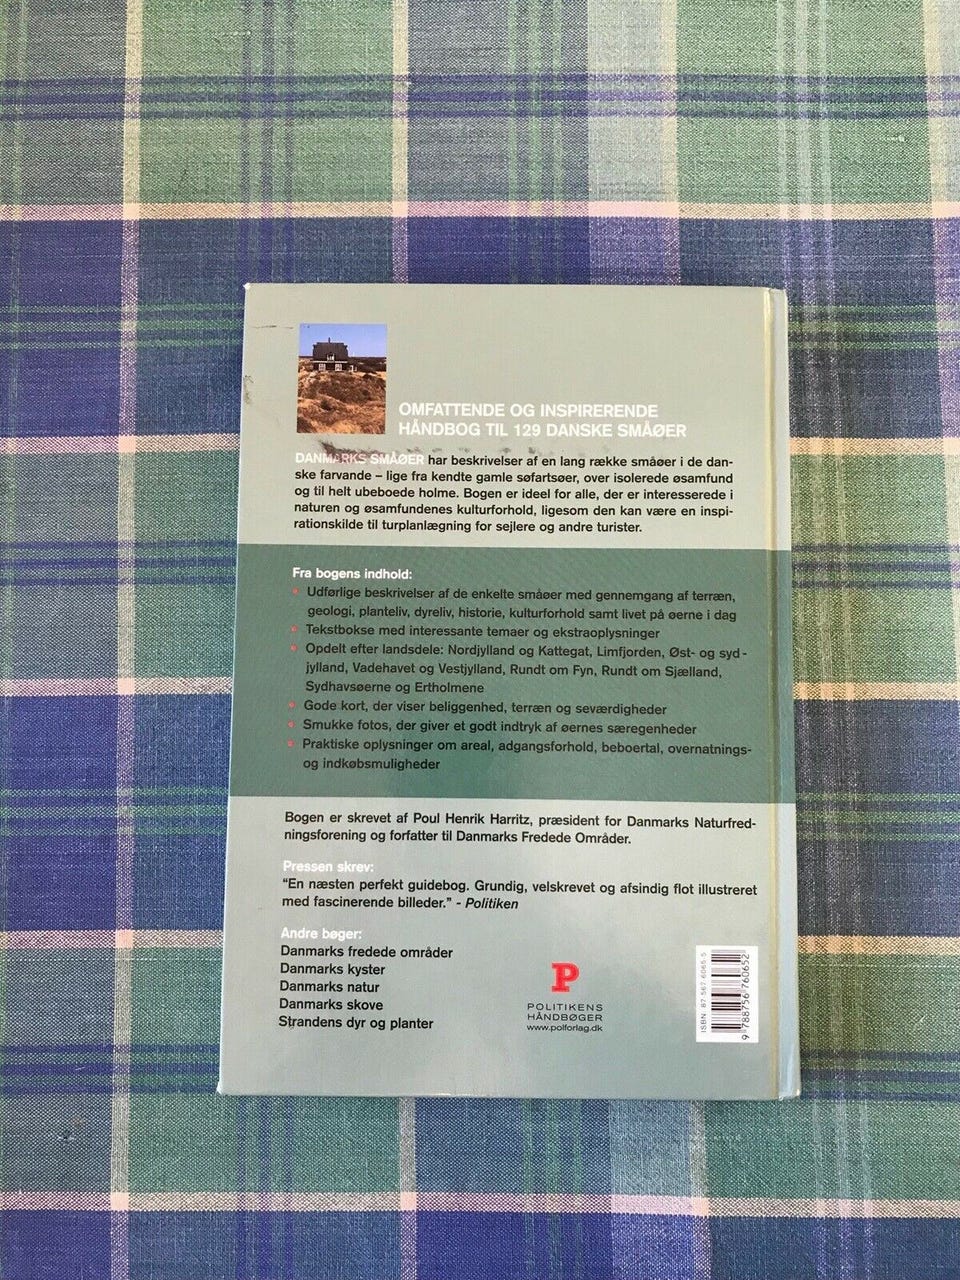 OMFATTENDE OG INSPIRERENDE
HÅNDBOG TIL 129 DANSKE SMÅØER
DANMARKS SMÅØER har beskrivelser af en lang række småøer i de dan-
ske farvande – lige fra kendte gamle søfartsøer, over isolerede øsamfund
og til helt ubeboede holme. Bogen er ideel for alle, der er interesserede i
naturen og øsamfundenes kulturforhold, ligesom den kan være en inspi-
rationskilde til turplanlægning for sejlere og andre turister.
Fra bogens indhold:
• Udførlige beskrivelser af de enkelte småøer med gennemgang af terræn,
geologi, planteliv, dyreliv, historie, kulturforhold samt livet på øerne i dag
• Tekstbokse med interessante temaer og ekstraoplysninger
• Opdelt efter landsdele: Nordjylland og Kattegat, Limfjorden, Øst- og syd-
jylland, Vadehavet og Vestjylland, Rundt om Fyn, Rundt om Sjælland,
Sydhavsøerne og Ertholmene
• Gode kort, der viser beliggenhed, terræn og seværdigheder
• Smukke fotos, der giver et godt indtryk af øernes særegenheder
• Praktiske oplysninger om areal, adgangsforhold, beboertal, overnatnings-
og indkøbsmuligheder
Bogen er skrevet af Poul Henrik Harritz, præsident for Danmarks Naturfred-
ningsforening og forfatter til Danmarks Fredede Områder.
Pressen skrev:
“En næsten perfekt guidebog. Grundig, velskrevet og afsindig flot illustreret
med fascinerende billeder.” - Politiken
Andre bøger:
Danmarks fredede områder
Danmarks kyster
Danmarks natur
Danmarks skove
Strandens dyr og planter
P
POLITIKENS
HÅNDBØGER
www.polforlag.dk
ISBN: 87-567-6065-5
9 788756 760652